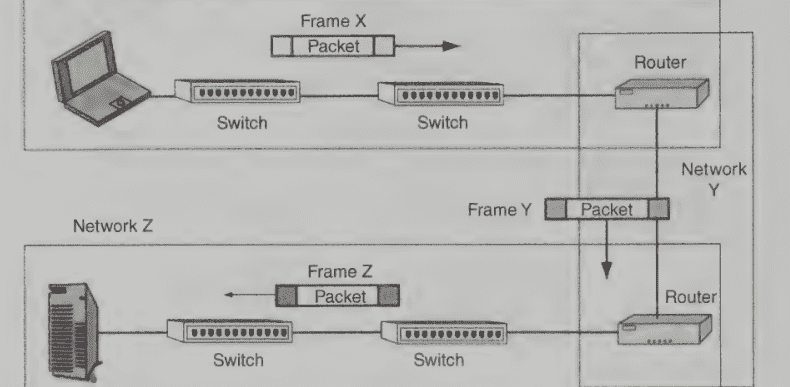 Frame X
Packet
Router
Switch
Switch
Network
Y
Frame Y
Packet
Network Z
Frame Z
Packet
Router
Switch
Switch